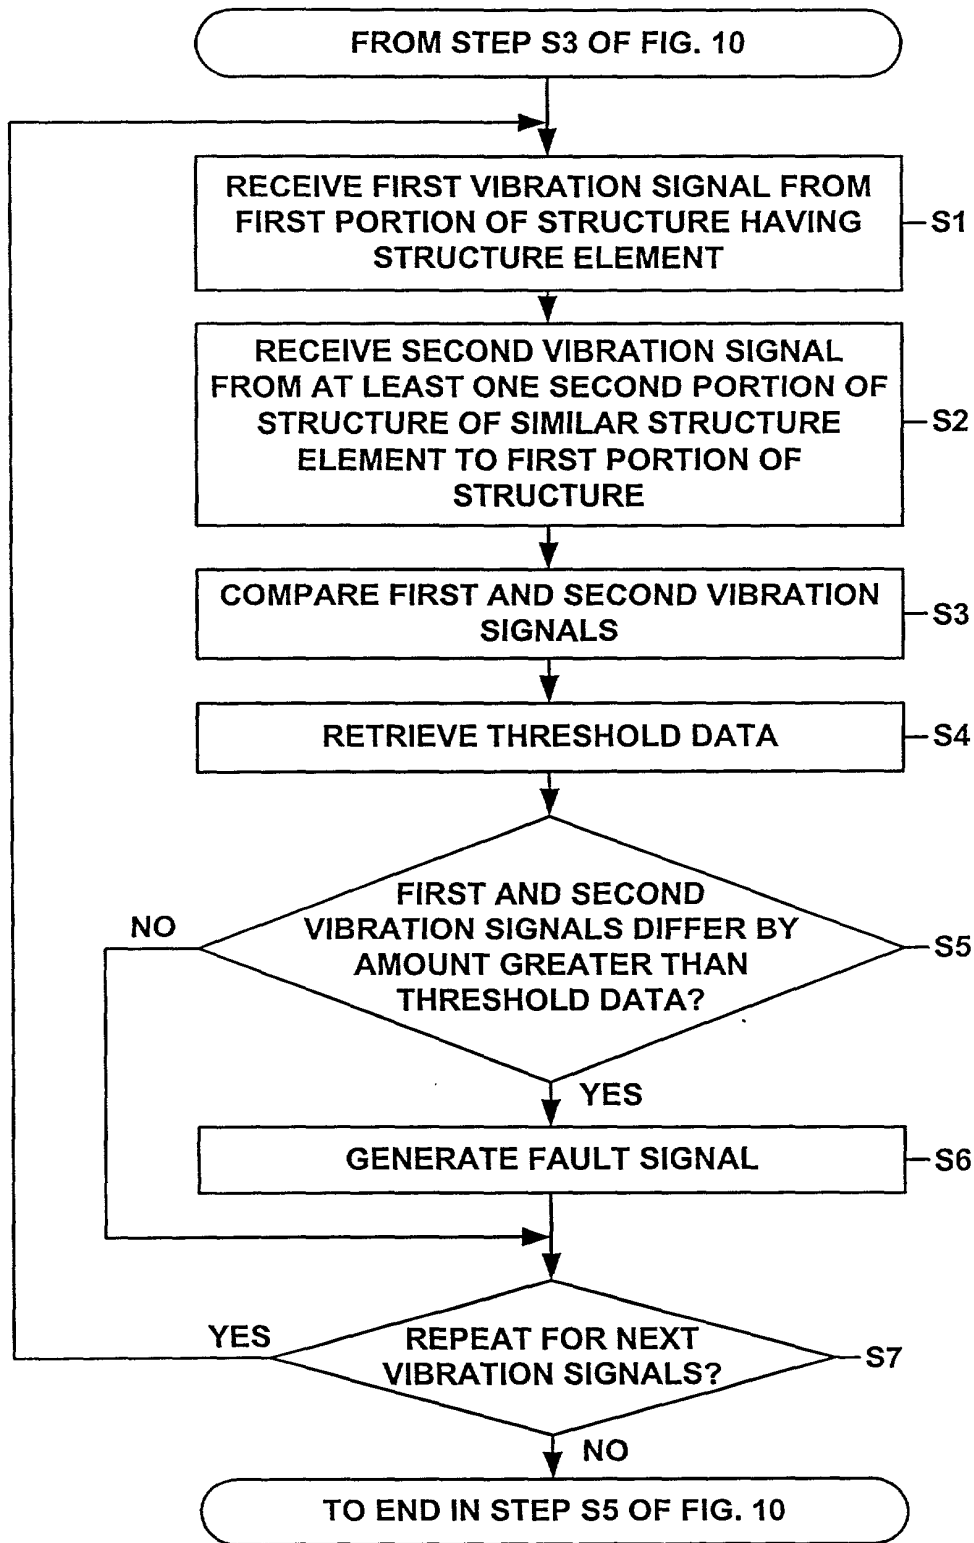 FROM STEP S3 OF FIG. 10
RECEIVE FIRST VIBRATION SIGNAL FROM
FIRST PORTION OF STRUCTURE HAVING
STRUCTURE ELEMENT
S1
RECEIVE SECOND VIBRATION SIGNAL
FROM AT LEAST ONE SECOND PORTION OF
STRUCTURE OF SIMILAR STRUCTURE
ELEMENT TO FIRST PORTION OF
STRUCTURE
S2
COMPARE FIRST AND SECOND VIBRATION
SIGNALS
S3
RETRIEVE THRESHOLD DATA
S4
FIRST AND SECOND
VIBRATION SIGNALS DIFFER BY
AMOUNT GREATER THAN
THRESHOLD DATA?
NO
S5
YES
GENERATE FAULT SIGNAL
S6
YES
REPEAT FOR NEXT
VIBRATION SIGNALS?
S7
NO
TO END IN STEP S5 OF FIG. 10